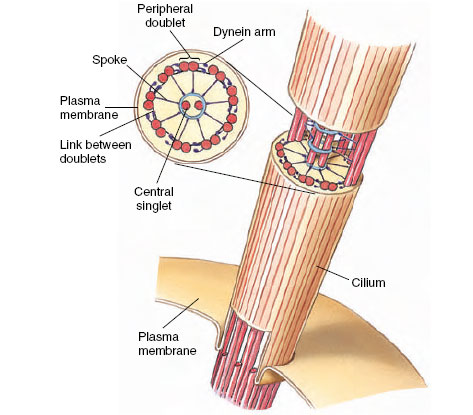 Peripheral
doublet
Dynein arm
Spoke
Plasma
membrane
Link between
doublets
Central
singlet
Cilium
Plasma
membrane